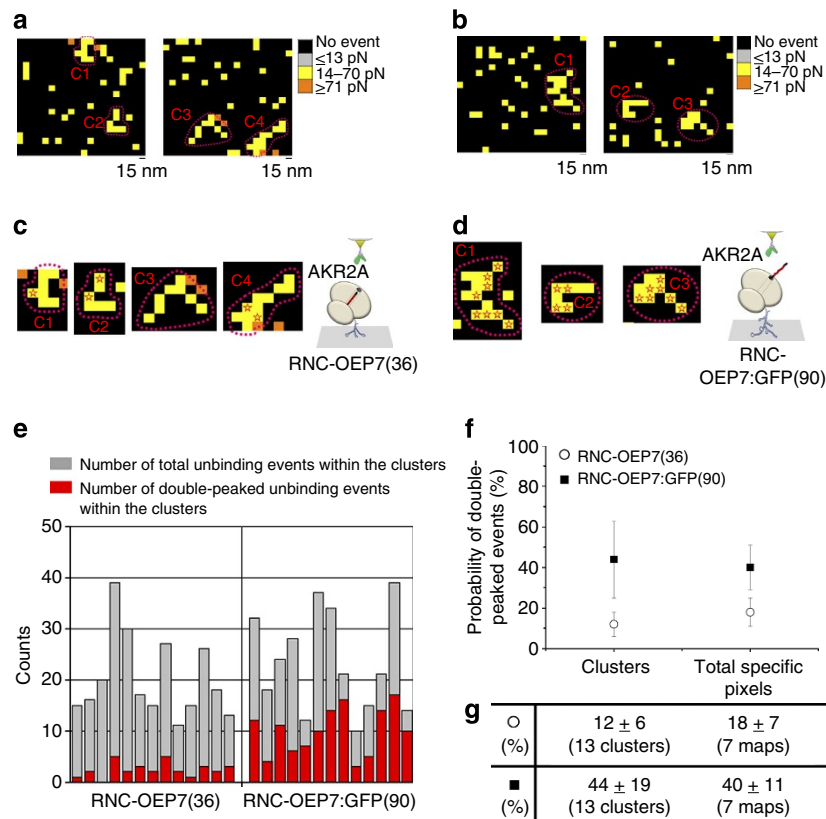 a
No event
≤13 pN
14–70 pN
≥71 pN
C1
C2
C3
C4
15 nm
15 nm
b
No event
≤13 pN
14–70 pN
≥71 pN
C1
C2
C3
15 nm
15 nm
c
C1
C2
C3
C4
AKR2A
RNC-OEP7(36)
d
C1
C2
C3
AKR2A
RNC-
OEP7:GFP(90)
e
Number of total unbinding events within the clusters
Number of double-peaked unbinding events
within the clusters
Counts
50
40
30
20
10
0
RNC-OEP7(36)
RNC-OEP7:GFP(90)
f
RNC-OEP7(36)
RNC-OEP7:GFP(90)
Probability of double-
peaked events (%)
100
80
60
40
20
0
Clusters
Total specific
pixels
g
(%)
12 ± 6
(13 clusters)
18 ± 7
(7 maps)
(%)
44 ± 19
(13 clusters)
40 ± 11
(7 maps)